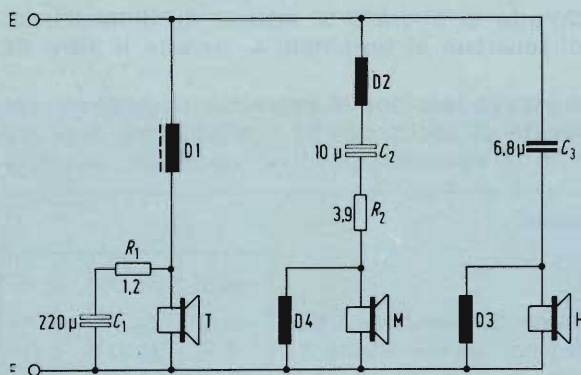 E
D2
D1
10 µ C₂
6,8 µ C₃
R₁
3,9 R₂
1,2
220 µ C₁
T
D4
M
D3
H
E